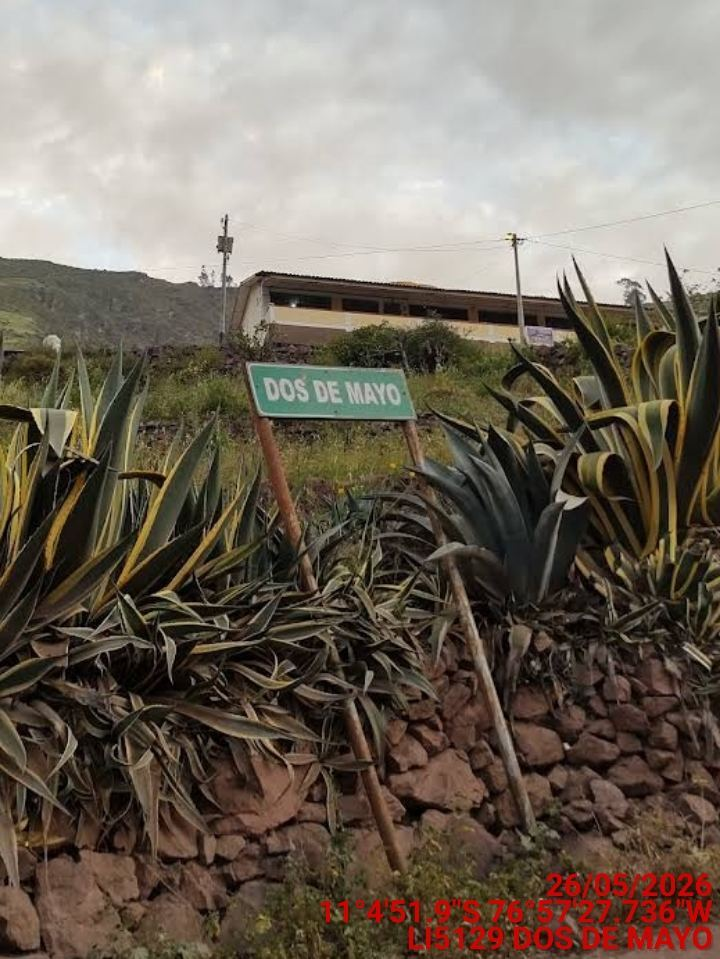 DOS DE MAYO
26/05/2026
11°4'51.9"S 76°57'27.736"W
LI5129 DOS DE MAYO